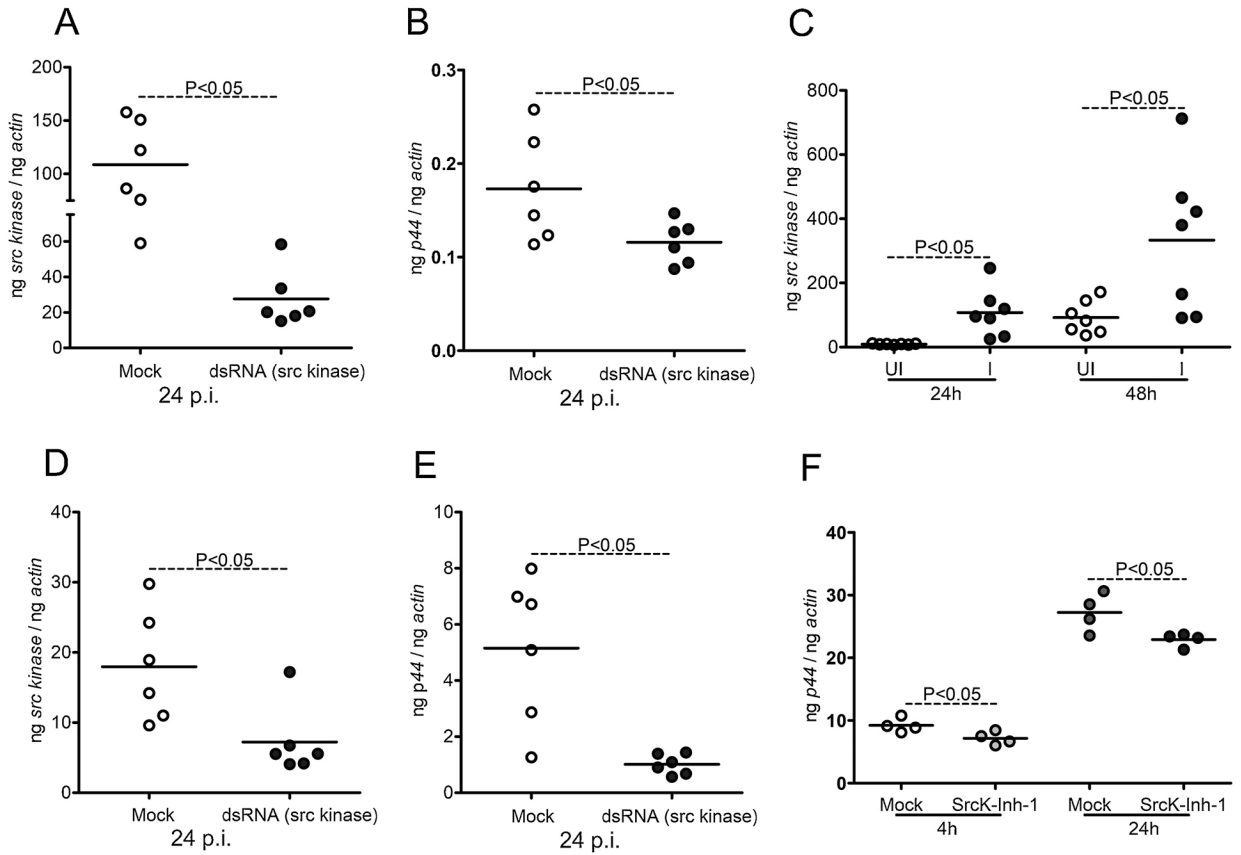 A
200
150
100
60
40
20
0
ng src kinase / ng actin
P<0.05
Mock
dsRNA (src kinase)
24 p.i.
B
0.3
0.2
0.1
0.0
ng p44 / ng actin
P<0.05
Mock
dsRNA (src kinase)
24 p.i.
C
800
600
400
200
0
ng src kinase / ng actin
P<0.05
P<0.05
UI
I
UI
I
24h
48h
D
40
30
20
10
0
ng src kinase / ng actin
P<0.05
Mock
dsRNA (src kinase)
24 p.i.
E
10
8
6
4
2
0
ng p44 / ng actin
P<0.05
Mock
dsRNA (src kinase)
24 p.i.
F
40
30
20
10
0
ng p44 / ng actin
P<0.05
P<0.05
Mock
SrcK-Inh-1
Mock
SrcK-Inh-1
4h
24h